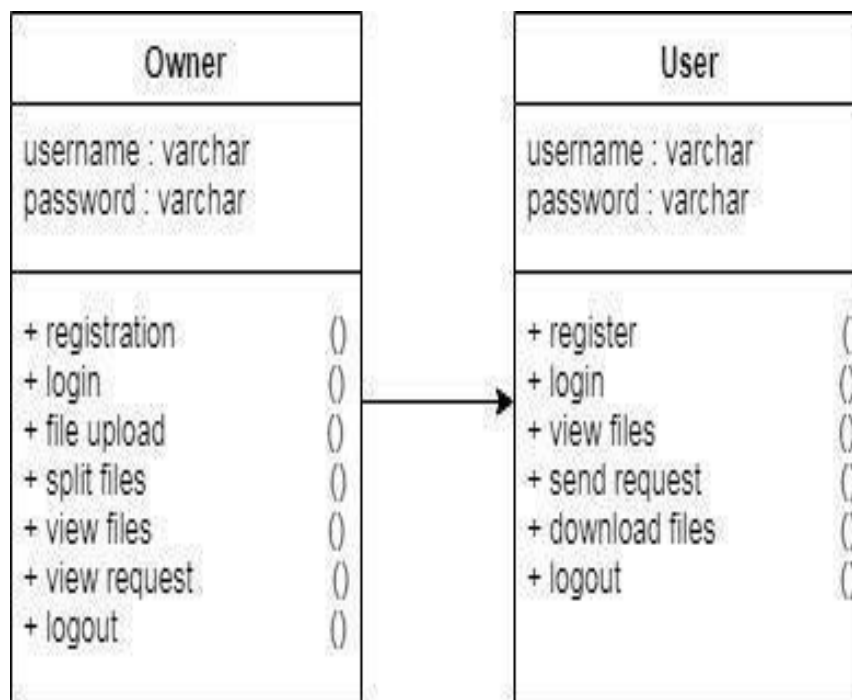 Owner
username : varchar
password : varchar
+ registration ()
+ login ()
+ file upload ()
+ split files ()
+ view files ()
+ view request ()
+ logout ()
User
username : varchar
password : varchar
+ register ()
+ login ()
+ view files ()
+ send request ()
+ download files ()
+ logout ()